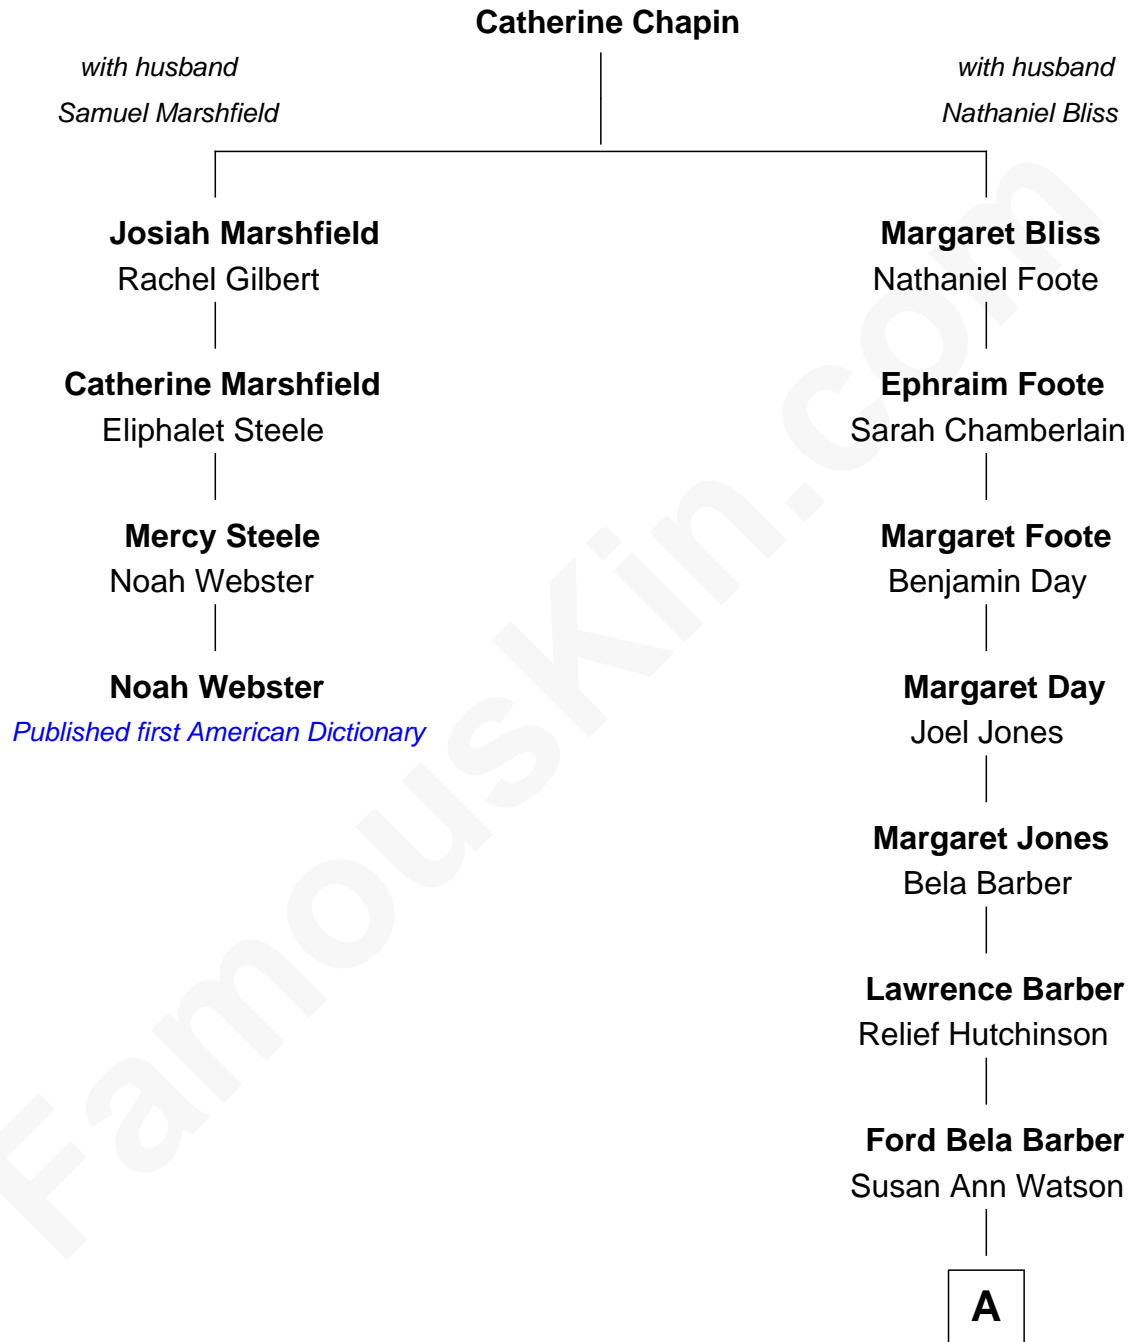 Catherine Chapin
with husband
Samuel Marshfield
with husband
Nathaniel Bliss
Josiah Marshfield
Rachel Gilbert
Catherine Marshfield
Eliphalet Steele
Mercy Steele
Noah Webster
Noah Webster
Published first American Dictionary
Margaret Bliss
Nathaniel Foote
Ephraim Foote
Sarah Chamberlain
Margaret Foote
Benjamin Day
Margaret Day
Joel Jones
Margaret Jones
Bela Barber
Lawrence Barber
Relief Hutchinson
Ford Bela Barber
Susan Ann Watson
A
FamousKin.com